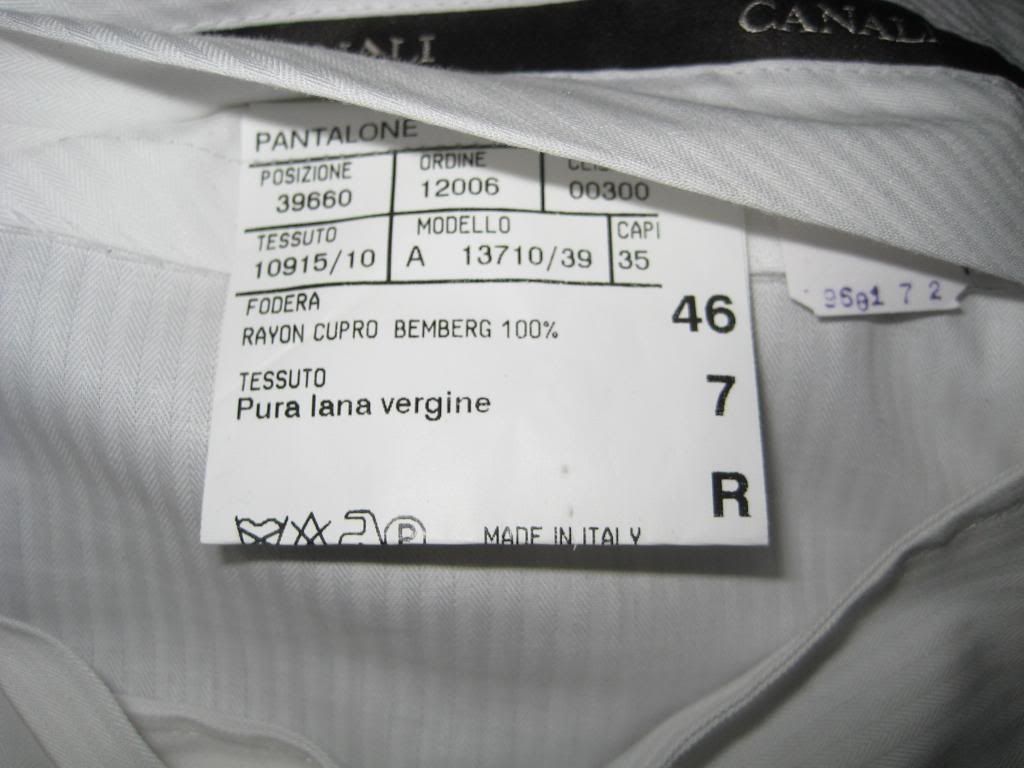 CANALI
PANTALONE
POSIZIONE ORDINE
39660 12006 00300
TESSUTO MODELLO CAPI
10915/10 A 13710/39 35
FODERA
RAYON CUPRO BEMBERG 100%
46
TESSUTO
Pura lana vergine
7
R
P
MADE IN ITALY